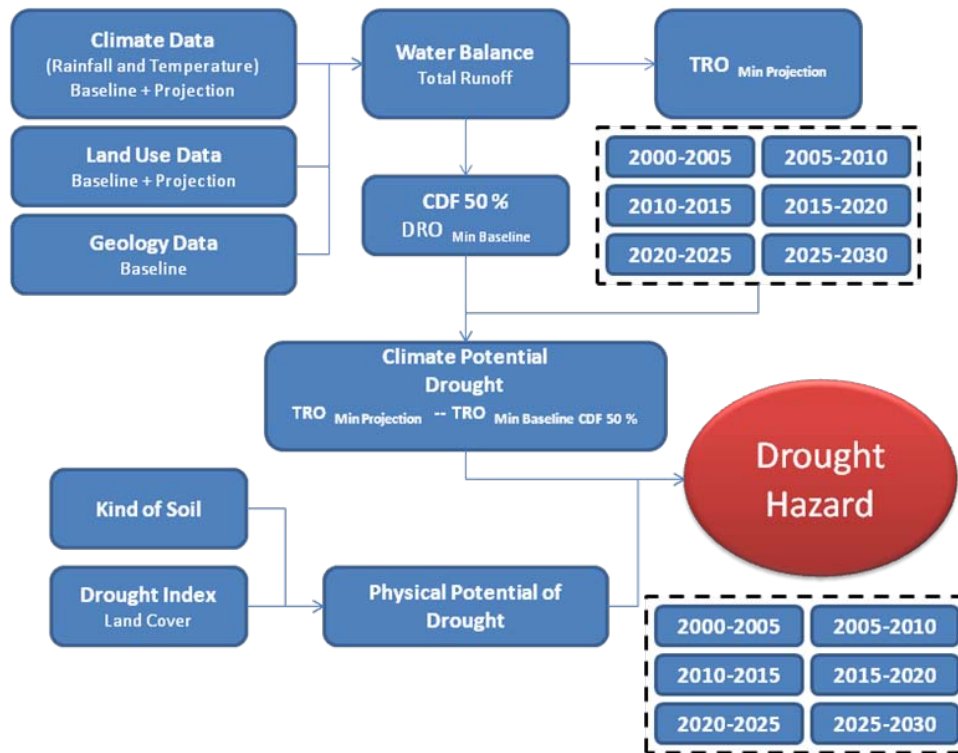 Climate Data
(Rainfall and Temperature)
Baseline + Projection
Water Balance
Total Runoff
TRO Min Projection
Land Use Data
Baseline + Projection
Geology Data
Baseline
CDF 50 %
DRO Min Baseline
2000-2005
2005-2010
2010-2015
2015-2020
2020-2025
2025-2030
Climate Potential
Drought
TRO Min Projection -- TRO Min Baseline CDF 50 %
Drought
Hazard
Kind of Soil
Drought Index
Land Cover
Physical Potential of
Drought
2000-2005
2005-2010
2010-2015
2015-2020
2020-2025
2025-2030